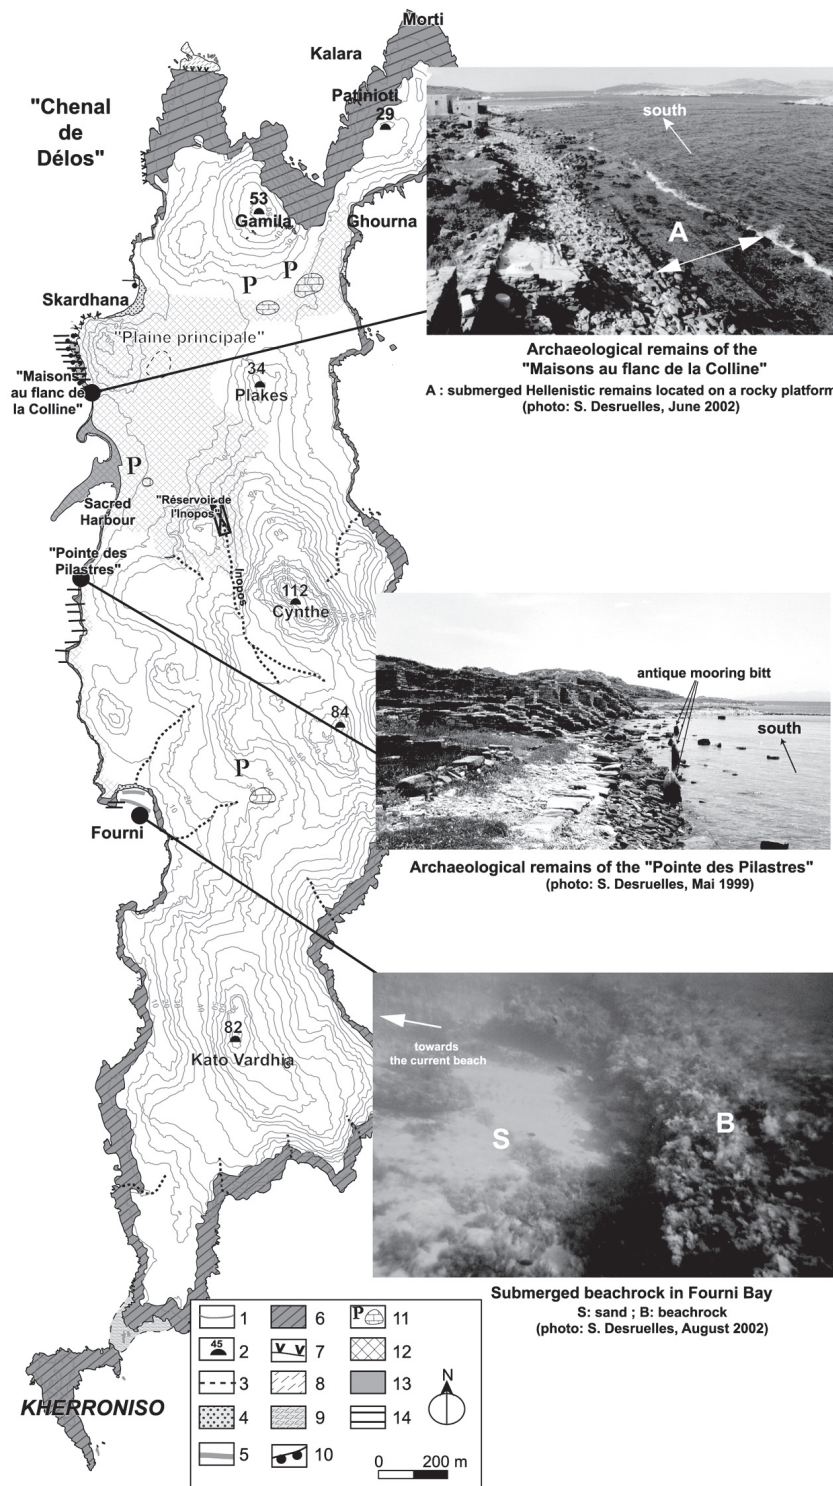 Morti
Kalara
Patinioti
29
"Chenal
de
Délos"
53
Gamila
Ghourna
P
P
Skardhana
"Plaine principale"
"Maisons
au flanc de
la Colline"
34
Plakes
P
Sacred
Harbour
"Réservoir de
l'Inopos"
"Pointe des
Pilastres"
Inopos
112
Cynthe
84
P
Fourni
82
Kato Vardhia
KHERRONISO
south
A
Archaeological remains of the
"Maisons au flanc de la Colline"
A : submerged Hellenistic remains located on a rocky platform
(photo: S. Desruelles, June 2002)
antique mooring bitt
south
Archaeological remains of the "Pointe des Pilastres"
(photo: S. Desruelles, Mai 1999)
towards
the current beach
S
B
Submerged beachrock in Fourni Bay
S: sand ; B: beachrock
(photo: S. Desruelles, August 2002)
1
6
P 11
45 2
7
12
3
8
13
4
9
14
5
10
N
0 200 m